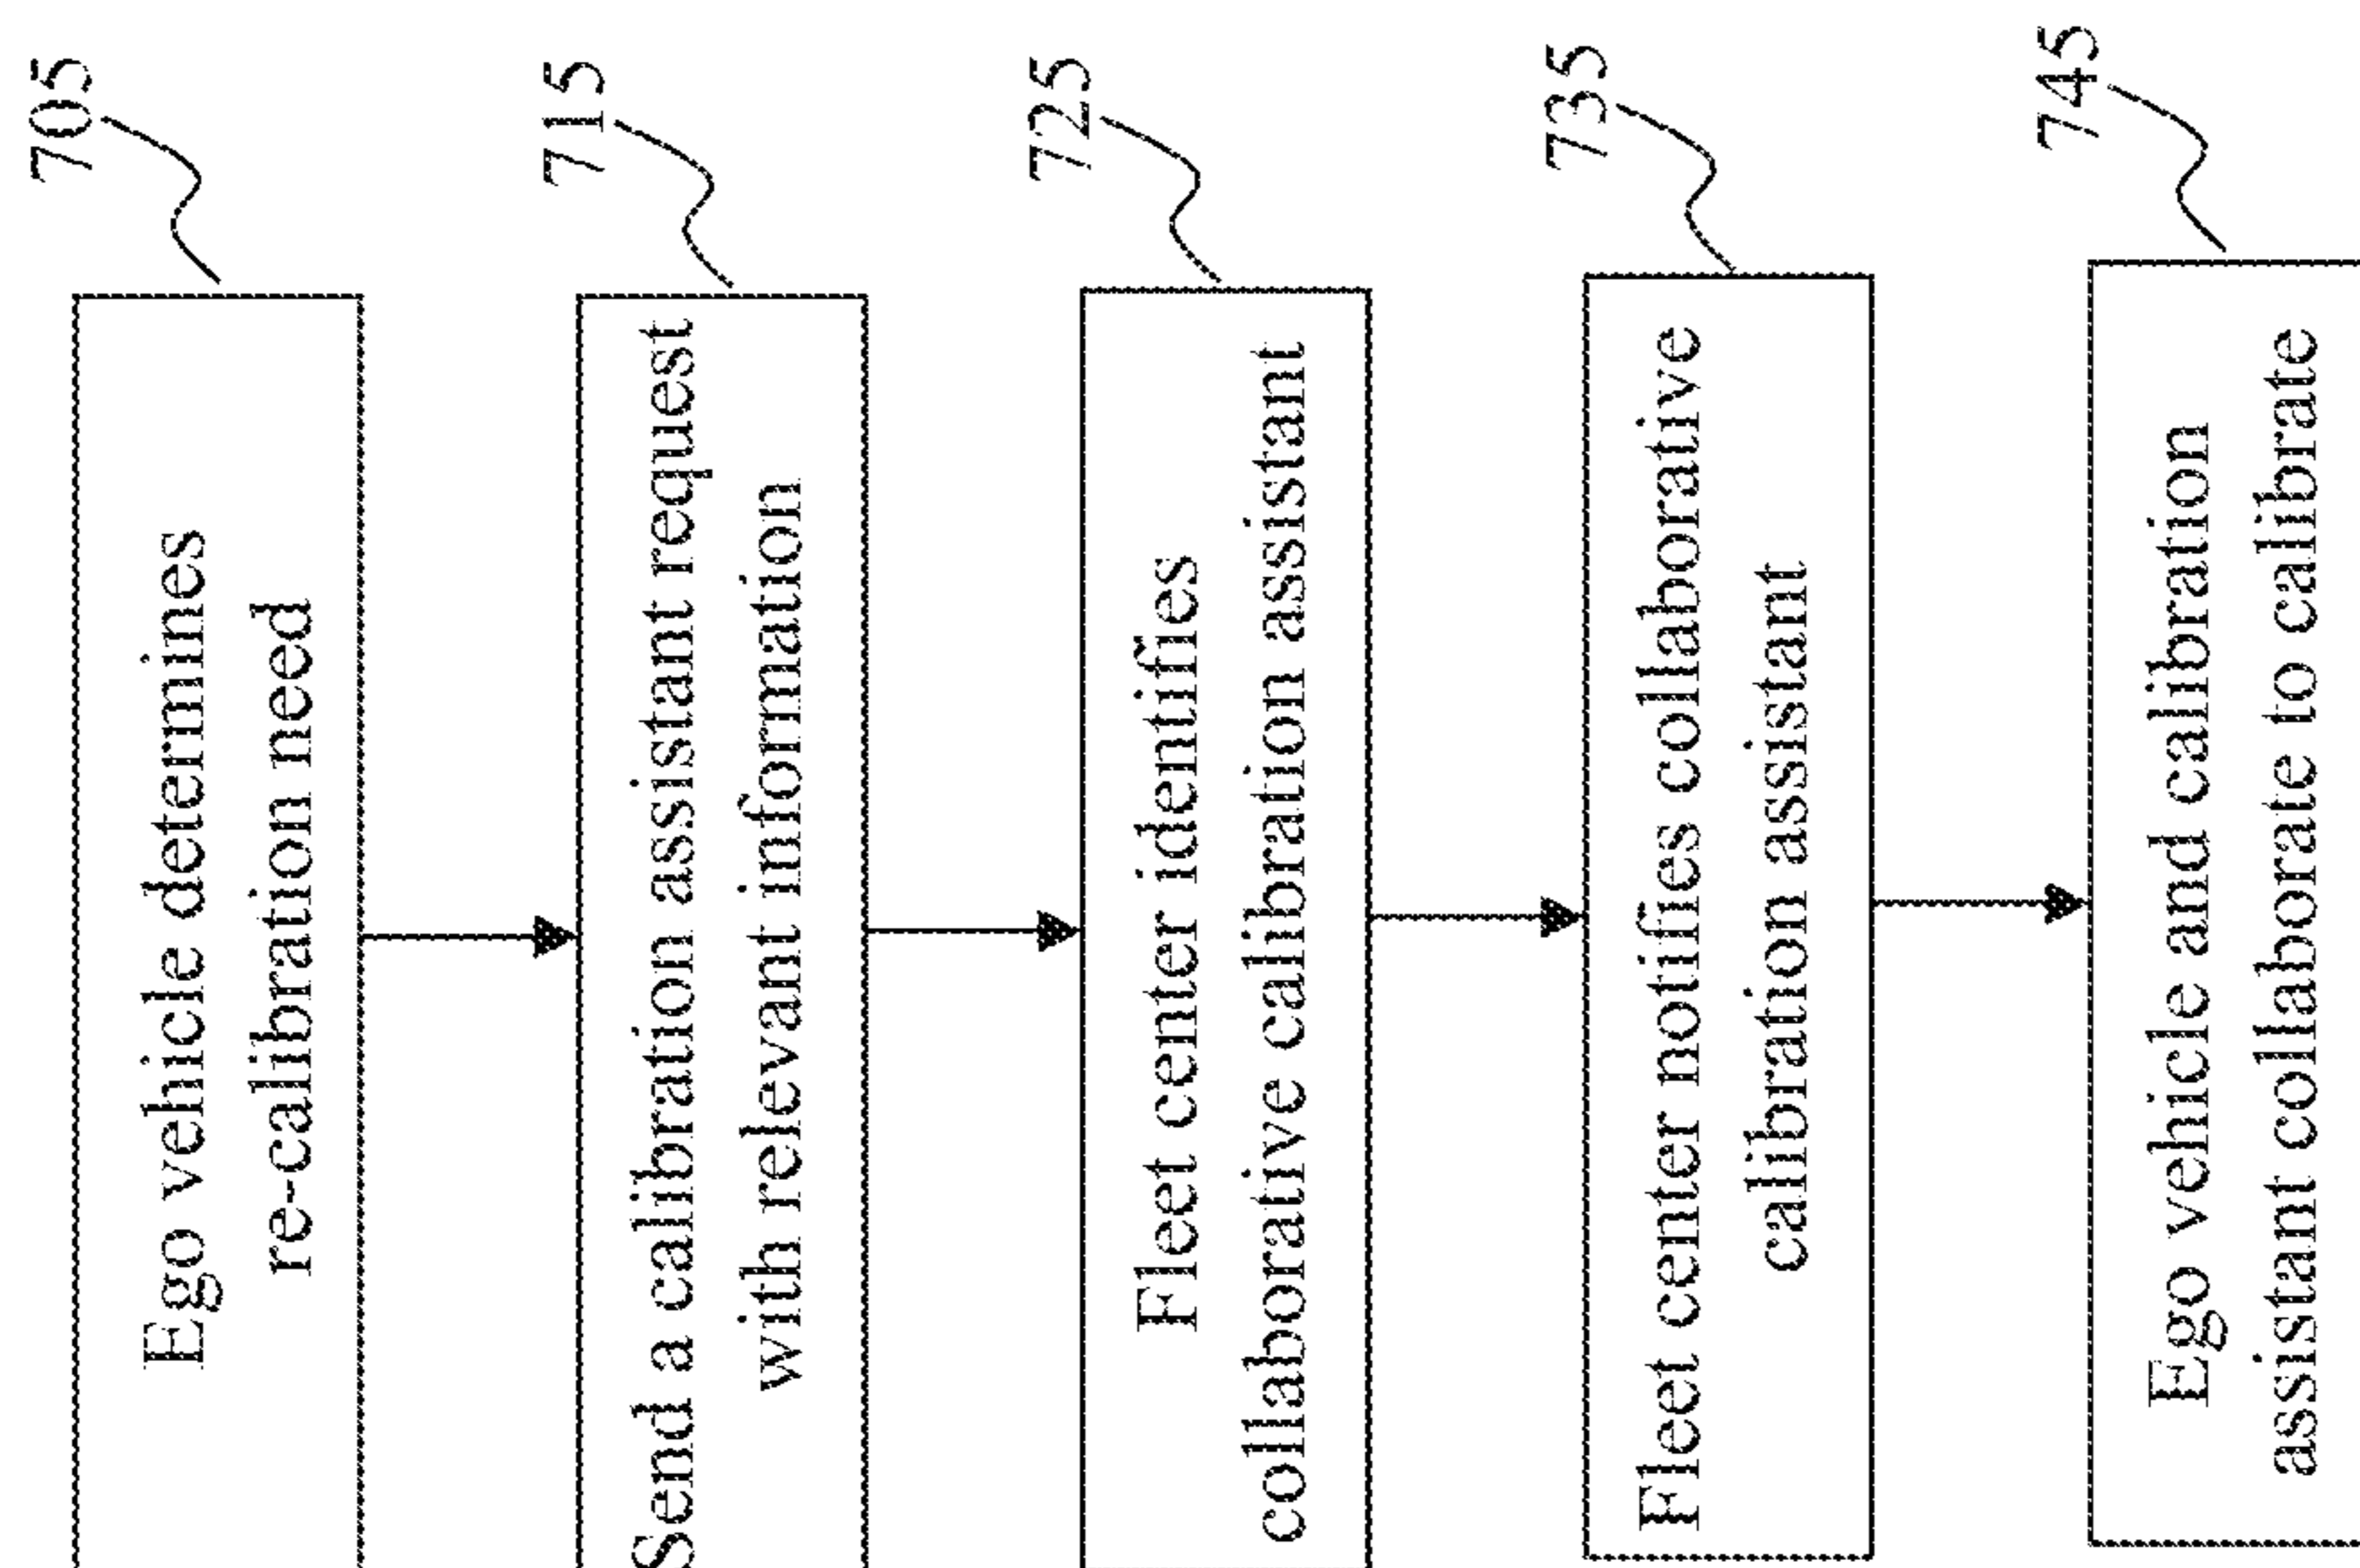 705
Ego vehicle determines
re-calibration need
715
Send a calibration assistant request
with relevant information
725
Fleet center identifies
collaborative calibration assistant
735
Fleet center notifies collaborative
calibration assistant
745
Ego vehicle and calibration
assistant collaborate to calibrate